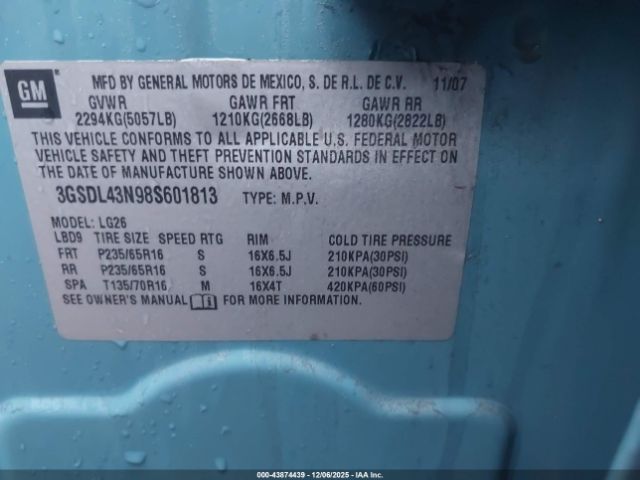 GM
MFD BY GENERAL MOTORS DE MEXICO, S. DE R.L. DE C.V. 11/07
GVWR GAWR FRT GAWR RR
2294KG(5057LB) 1210KG(2668LB) 1280KG(2822LB)
THIS VEHICLE CONFORMS TO ALL APPLICABLE U.S. FEDERAL MOTOR
VEHICLE SAFETY AND THEFT PREVENTION STANDARDS IN EFFECT ON
THE DATE OF MANUFACTURE SHOWN ABOVE.
3GSDL43N98S601813 TYPE: M.P.V.
MODEL: LG26
LBD9 TIRE SIZE SPEED RTG RIM COLD TIRE PRESSURE
FRT P235/65R16 S 16X6.5J 210KPA(30PSI)
RR P235/65R16 S 16X6.5J 210KPA(30PSI)
SPA T135/70R16 M 16X4T 420KPA(60PSI)
SEE OWNER'S MANUAL FOR MORE INFORMATION.
000-43874439 - 12/06/2025 - IAAI.COM